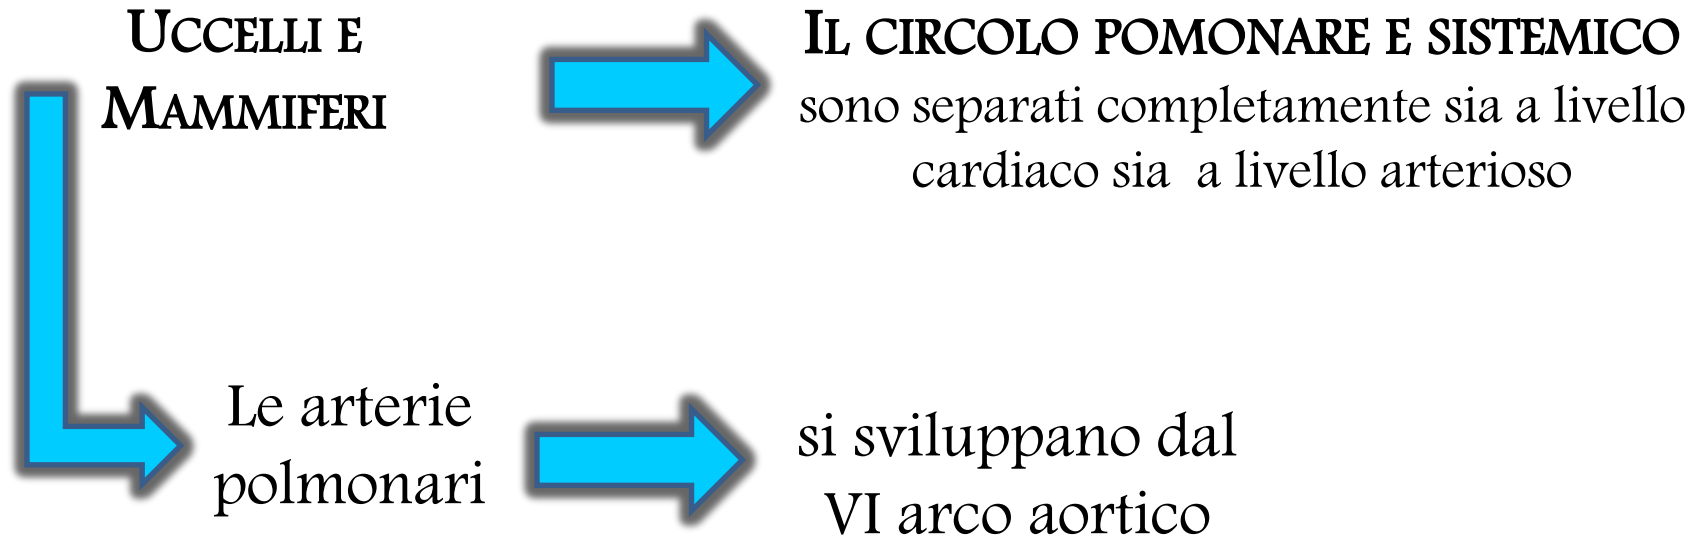 Uccelli e
Mammiferi
Il circolo pomonare e sistemico
sono separati completamente sia a livello
cardiaco sia a livello arterioso
Le arterie
polmonari
si sviluppano dal
VI arco aortico